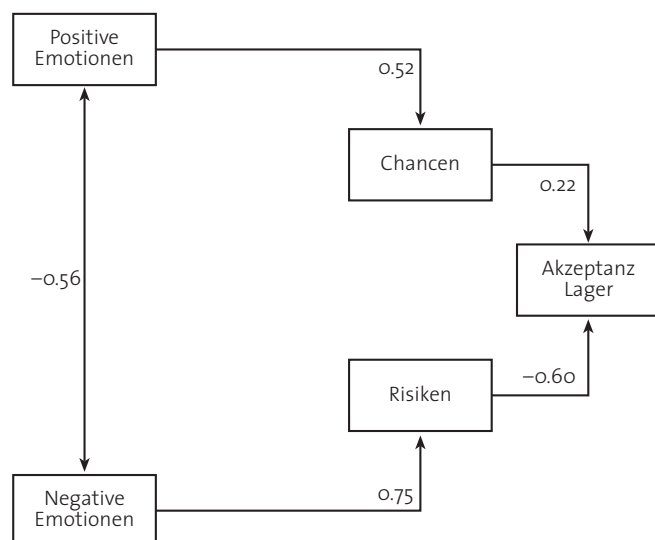 Positive
Emotionen
0.52
Chancen
0.22
Akzeptanz
Lager
–0.56
Risiken
–0.60
Negative
Emotionen
0.75